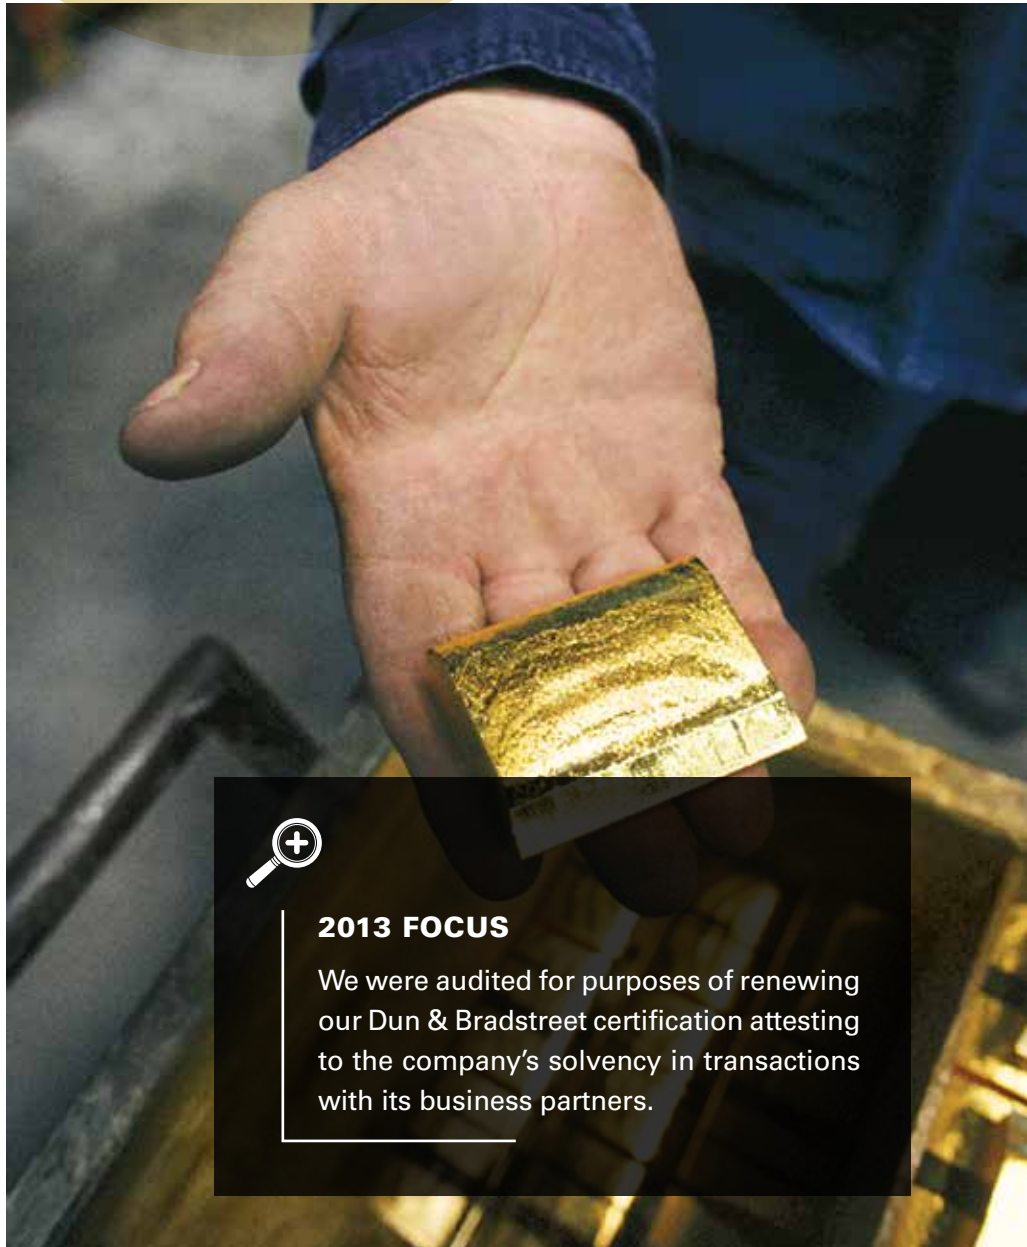 2013 FOCUS
We were audited for purposes of renewing
our Dun & Bradstreet certification attesting
to the company’s solvency in transactions
with its business partners.